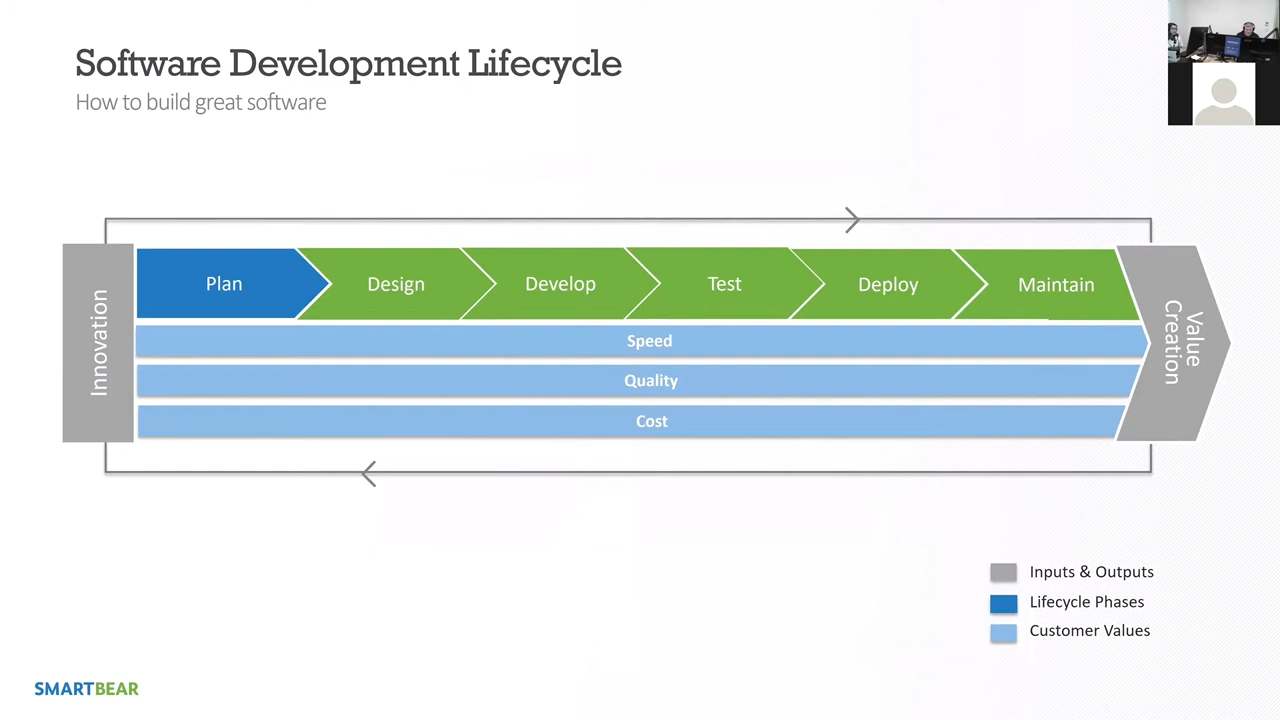 Software Development Lifecycle
How to build great software
Innovation
Plan
Design
Develop
Test
Deploy
Maintain
Value
Creation
Speed
Quality
Cost
Inputs & Outputs
Lifecycle Phases
Customer Values
SMARTBEAR